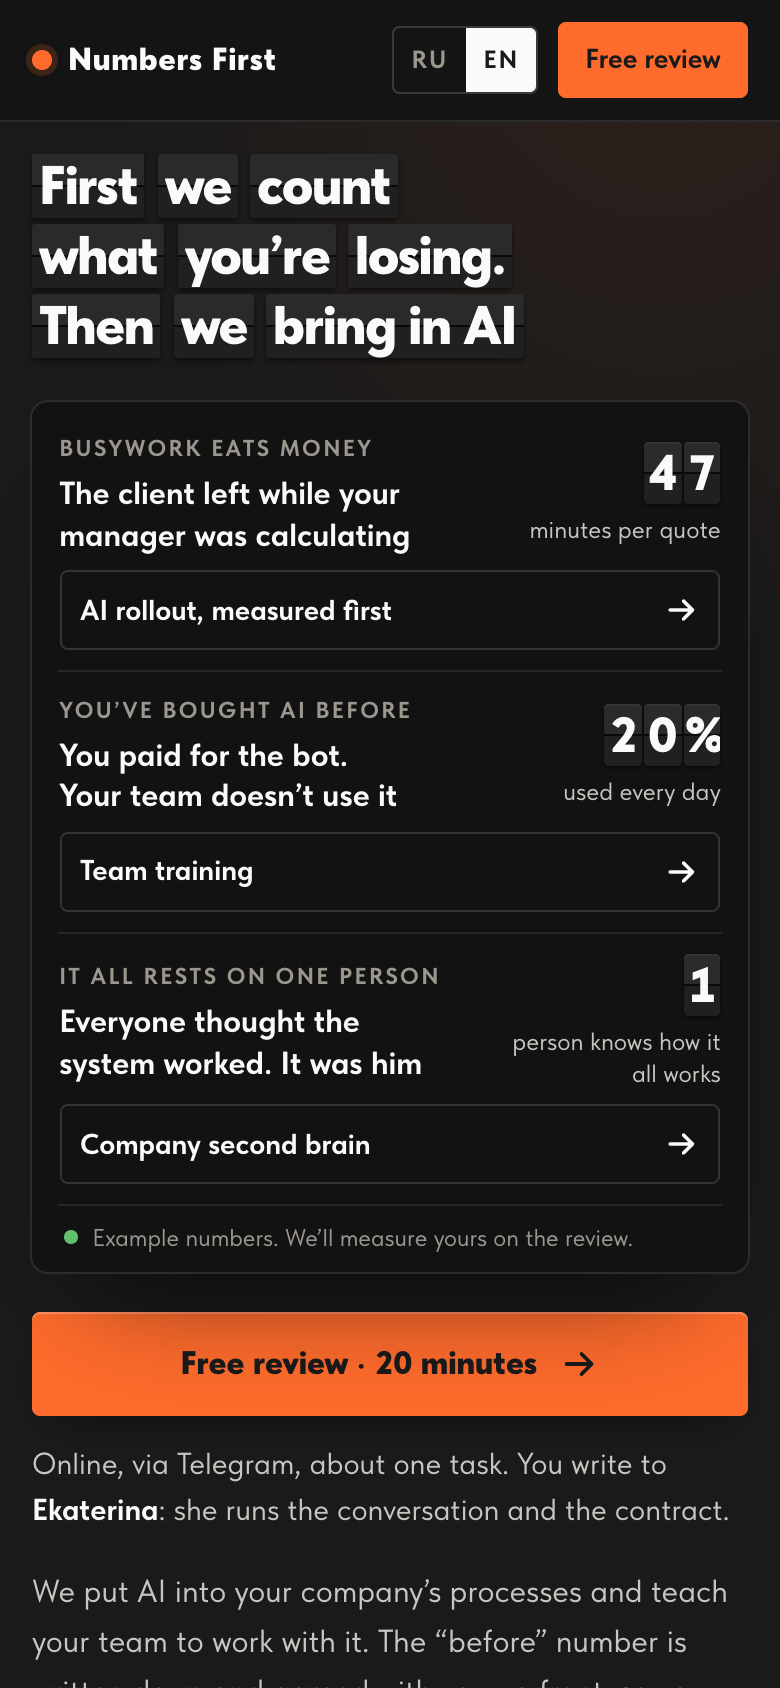 Numbers First
RU EN
Free review
First we count
what you’re losing.
Then we bring in AI
BUSYWORK EATS MONEY
The client left while your
manager was calculating
47
minutes per quote
AI rollout, measured first →
YOU’VE BOUGHT AI BEFORE
You paid for the bot.
Your team doesn’t use it
20%
used every day
Team training →
IT ALL RESTS ON ONE PERSON
Everyone thought the
system worked. It was him
1
person knows how it
all works
Company second brain →
Example numbers. We’ll measure yours on the review.
Free review · 20 minutes →
Online, via Telegram, about one task. You write to
Ekaterina: she runs the conversation and the contract.
We put AI into your company’s processes and teach
your team to work with it. The “before” number is